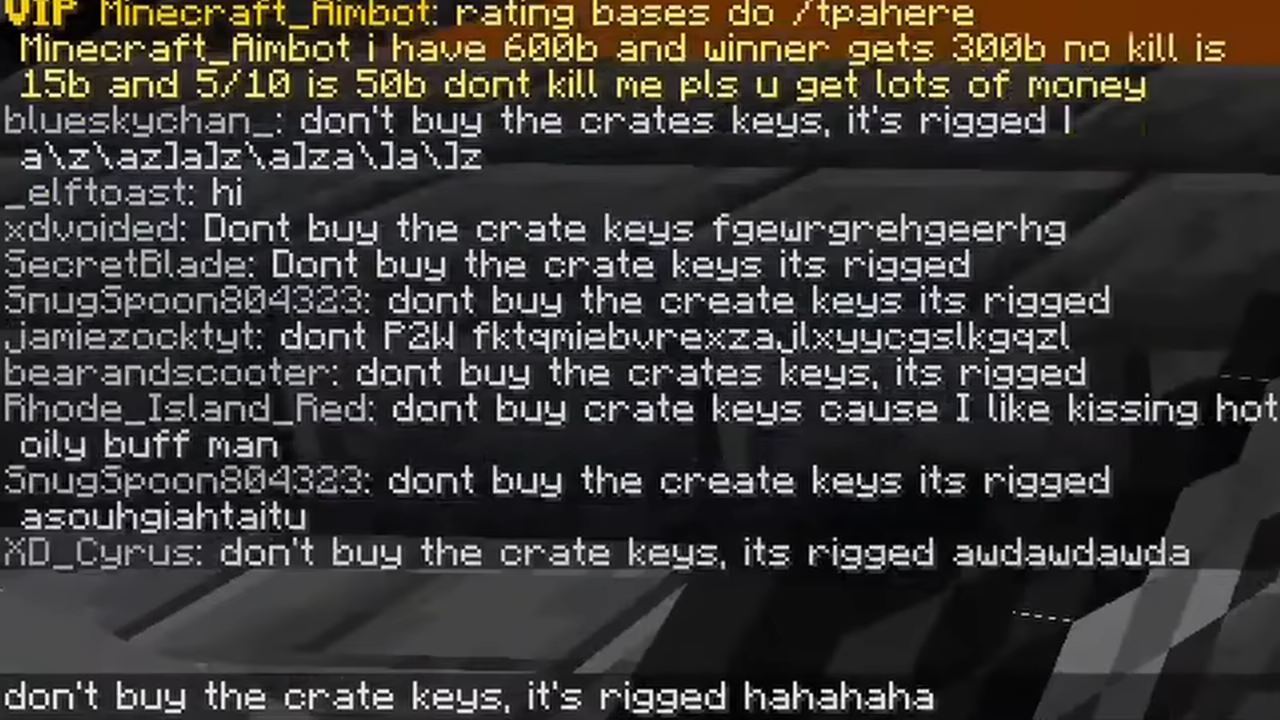 VIP Minecraft_Aimbot: rating bases do /tpahere
Minecraft_Aimbot i have 600b and winner gets 300b no kill is
15b and 5/10 is 50b dont kill me pls u get lots of money
blueskychan_: don't buy the crates keys, it's rigged l
a\z\az]a]z\a]za\]a\]z
_elftoast: hi
xdvoided: Dont buy the crate keys fgewrgrehgeerhg
SecretBlade: Dont buy the crate keys its rigged
SnugSpoon804323: dont buy the create keys its rigged
jamiezocktyt: dont P2W fktqmiebvrexzajlxyycgslkgqzl
bearandscooter: dont buy the crates keys, its rigged
Rhode_Island_Red: dont buy crate keys cause I like kissing hot
oily buff man
SnugSpoon804323: dont buy the create keys its rigged
asouhgiahtaitu
XD_Cyrus: don't buy the crate keys, its rigged awdawdawda
don't buy the crate keys, it's rigged hahahaha